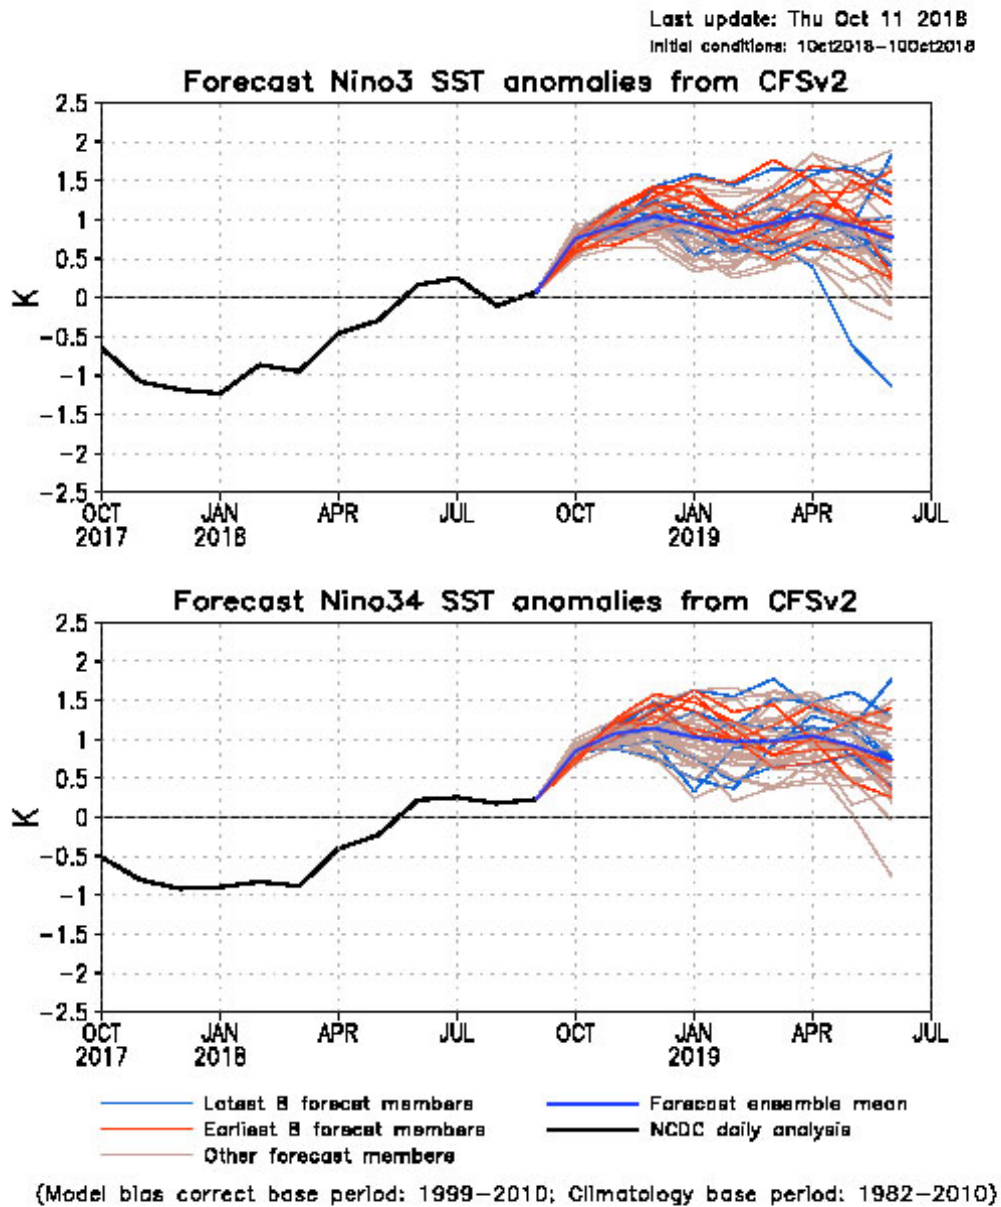 Last update: Thu Oct 11 2018
Initial conditions: 1Oct2018–10Oct2018
Forecast Nino3 SST anomalies from CFSv2
2.5
2
1.5
1
0.5
0
−0.5
−1
−1.5
−2
−2.5
K
OCT JAN APR JUL OCT JAN APR JUL
2017 2018 2019
Forecast Nino34 SST anomalies from CFSv2
2.5
2
1.5
1
0.5
0
−0.5
−1
−1.5
−2
−2.5
K
OCT JAN APR JUL OCT JAN APR JUL
2017 2018 2019
Latest 8 forecast members Forecast ensemble mean
Earliest 8 forecast members NCDC daily analysis
Other forecast members
(Model bias correct base period: 1999–2010; Climatology base period: 1982–2010)